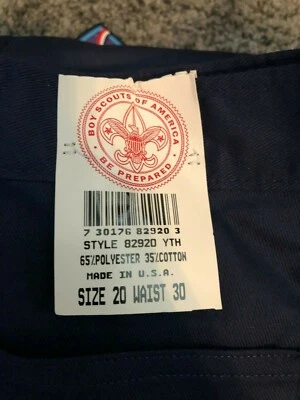 BOY SCOUTS OF AMERICA
BE PREPARED
7 30176 82920 3
STYLE 82920 YTH
65%POLYESTER 35%COTTON
MADE IN U.S.A.
SIZE 20 WAIST 30